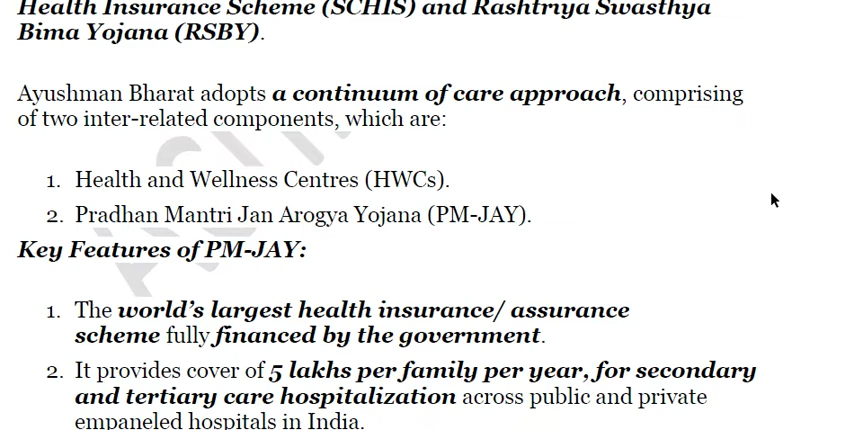 Health Insurance Scheme (SCHIS) and Rashtriya Swasthya
Bima Yojana (RSBY).
Ayushman Bharat adopts a continuum of care approach, comprising
of two inter-related components, which are:
1. Health and Wellness Centres (HWCs).
2. Pradhan Mantri Jan Arogya Yojana (PM-JAY).
Key Features of PM-JAY:
1. The world's largest health insurance/ assurance
scheme fully financed by the government.
2. It provides cover of 5 lakhs per family per year, for secondary
and tertiary care hospitalization across public and private
empaneled hospitals in India.